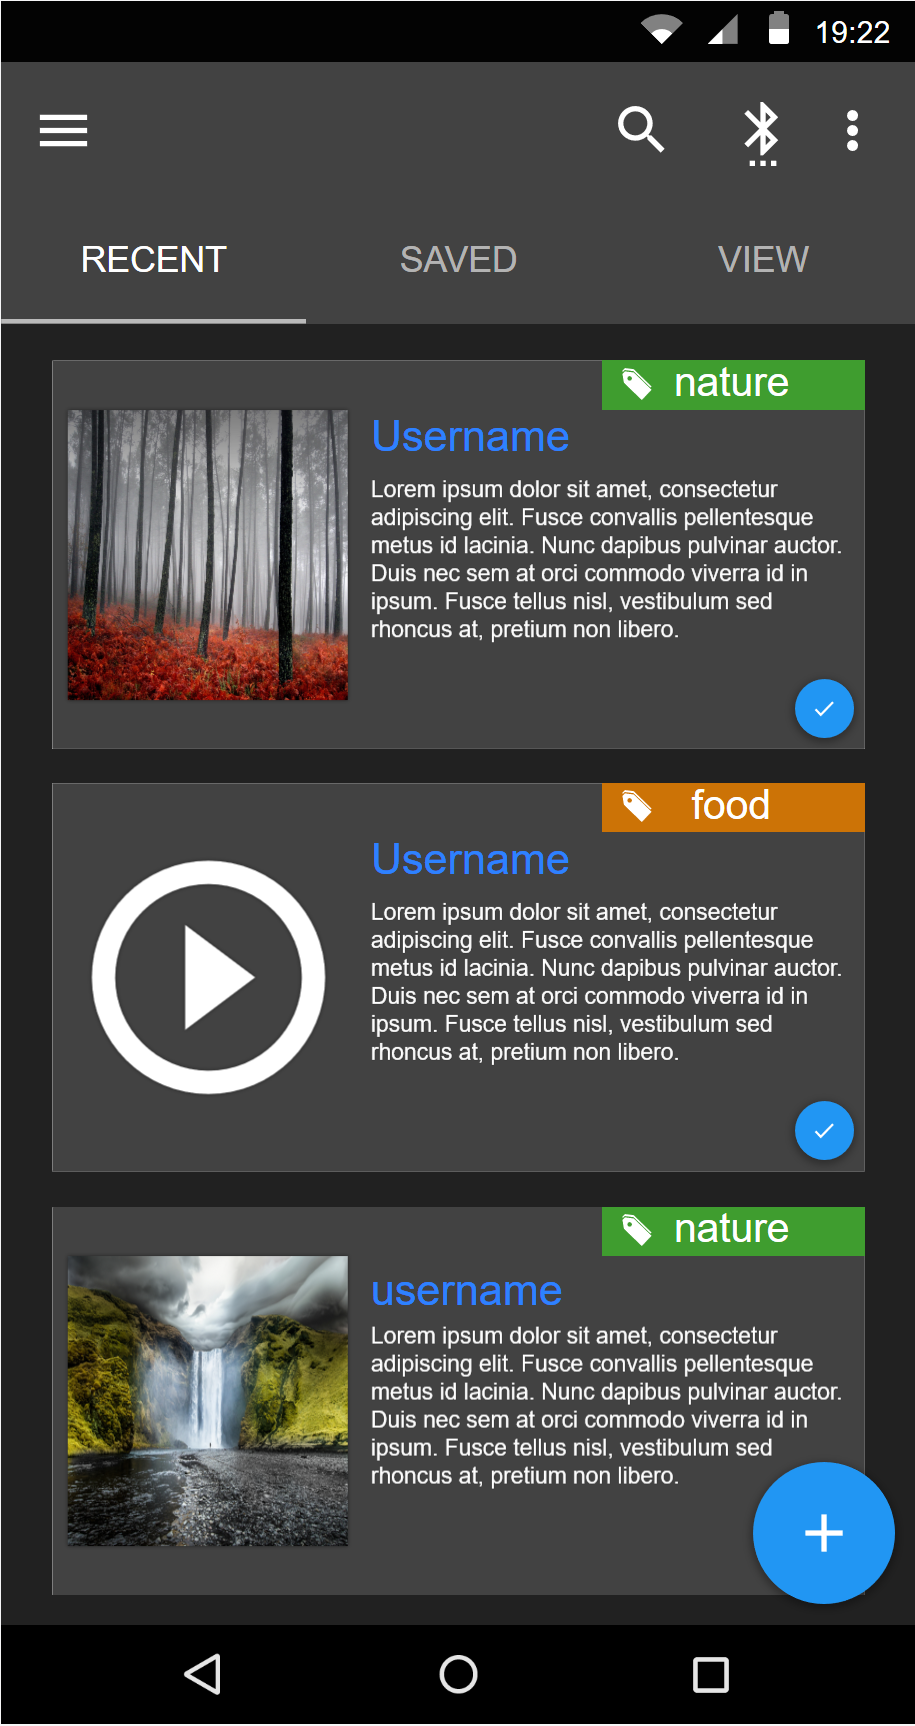 19:22
RECENT SAVED VIEW
nature
Username
Lorem ipsum dolor sit amet, consectetur
adipiscing elit. Fusce convallis pellentesque
metus id lacinia. Nunc dapibus pulvinar auctor.
Duis nec sem at orci commodo viverra id in
ipsum. Fusce tellus nisl, vestibulum sed
rhoncus at, pretium non libero.
food
Username
Lorem ipsum dolor sit amet, consectetur
adipiscing elit. Fusce convallis pellentesque
metus id lacinia. Nunc dapibus pulvinar auctor.
Duis nec sem at orci commodo viverra id in
ipsum. Fusce tellus nisl, vestibulum sed
rhoncus at, pretium non libero.
nature
username
Lorem ipsum dolor sit amet, consectetur
adipiscing elit. Fusce convallis pellentesque
metus id lacinia. Nunc dapibus pulvinar auctor.
Duis nec sem at orci commodo viverra id in
ipsum. Fusce tellus nisl, vestibulum sed
rhoncus at, pretium non libero.